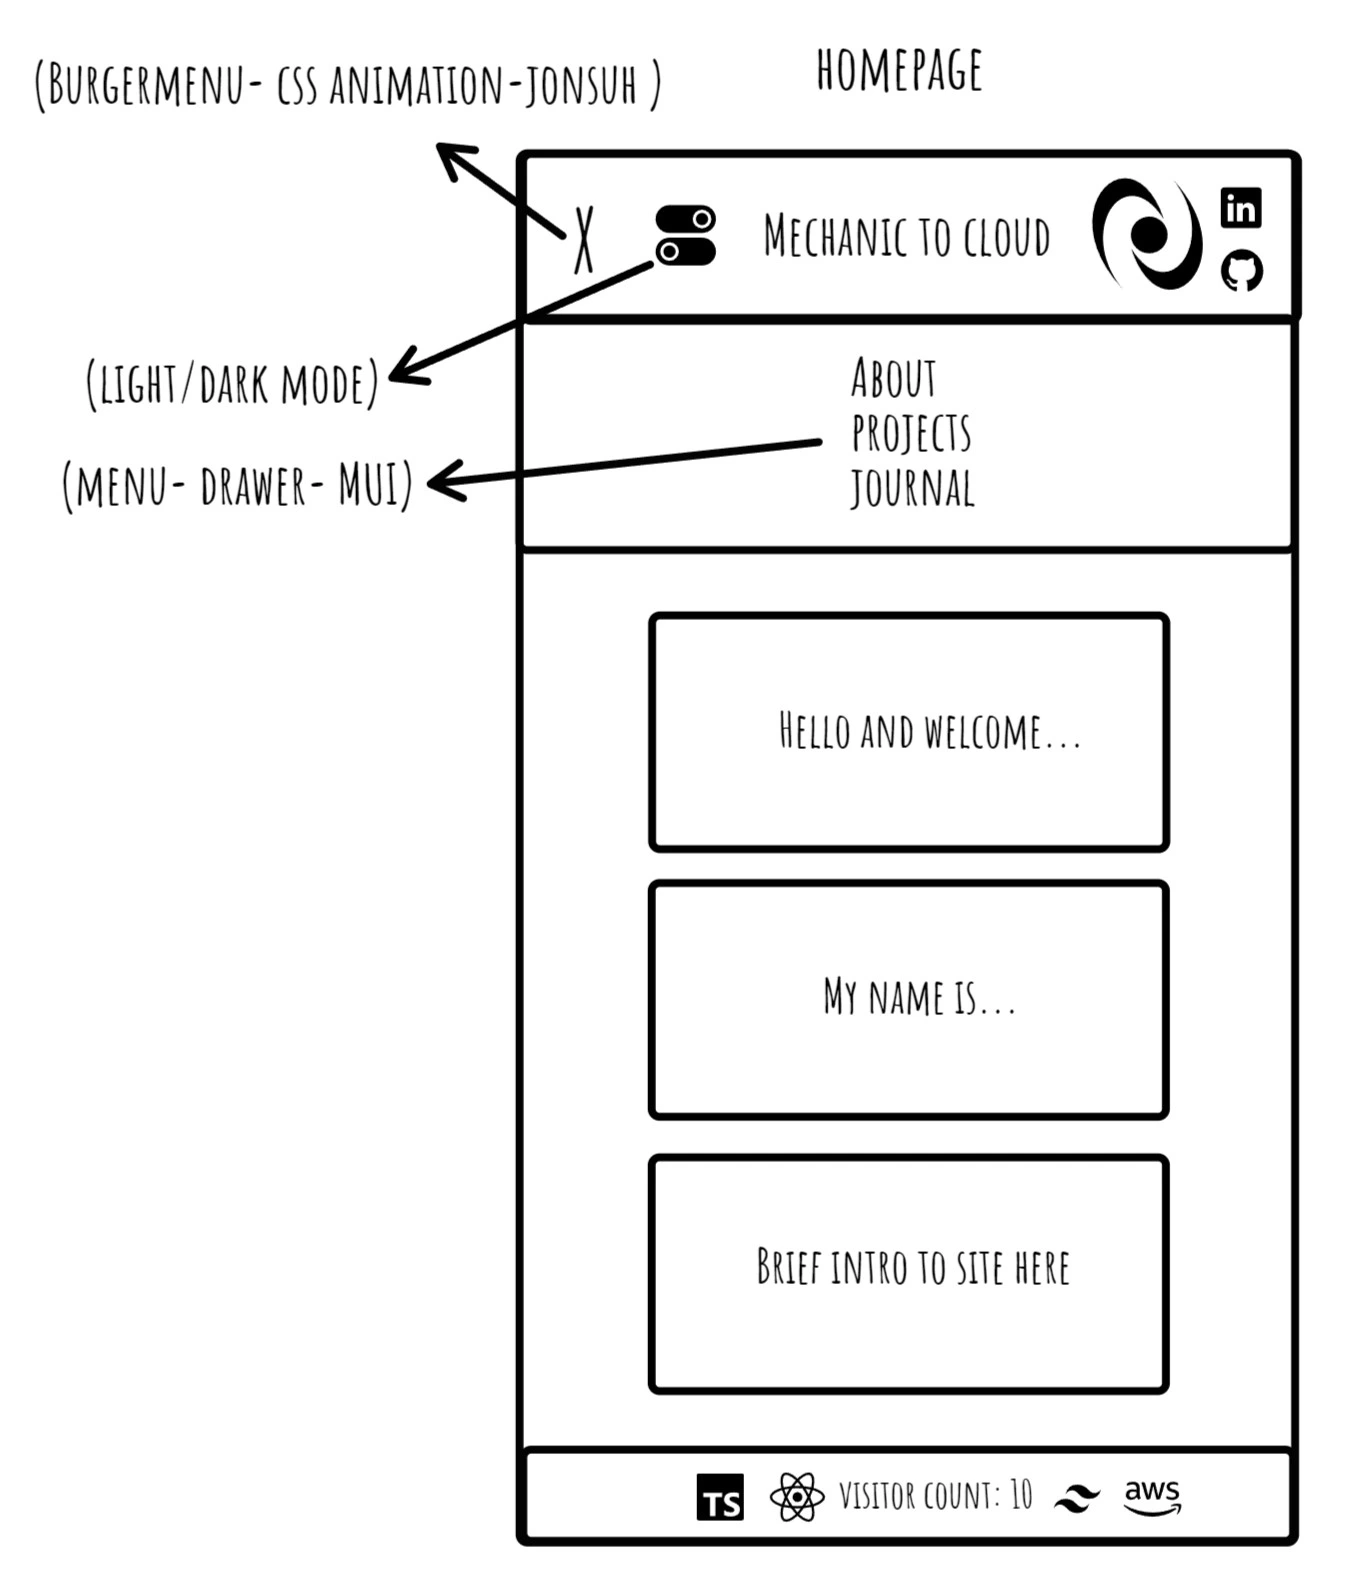 (Burgermenu- css animation-jonsuh )
homepage
X
Mechanic to cloud
in
(light/dark mode)
About
projects
journal
(menu- drawer- MUI)
Hello and welcome...
My name is...
Brief intro to site here
TS
visitor count: 10
aws